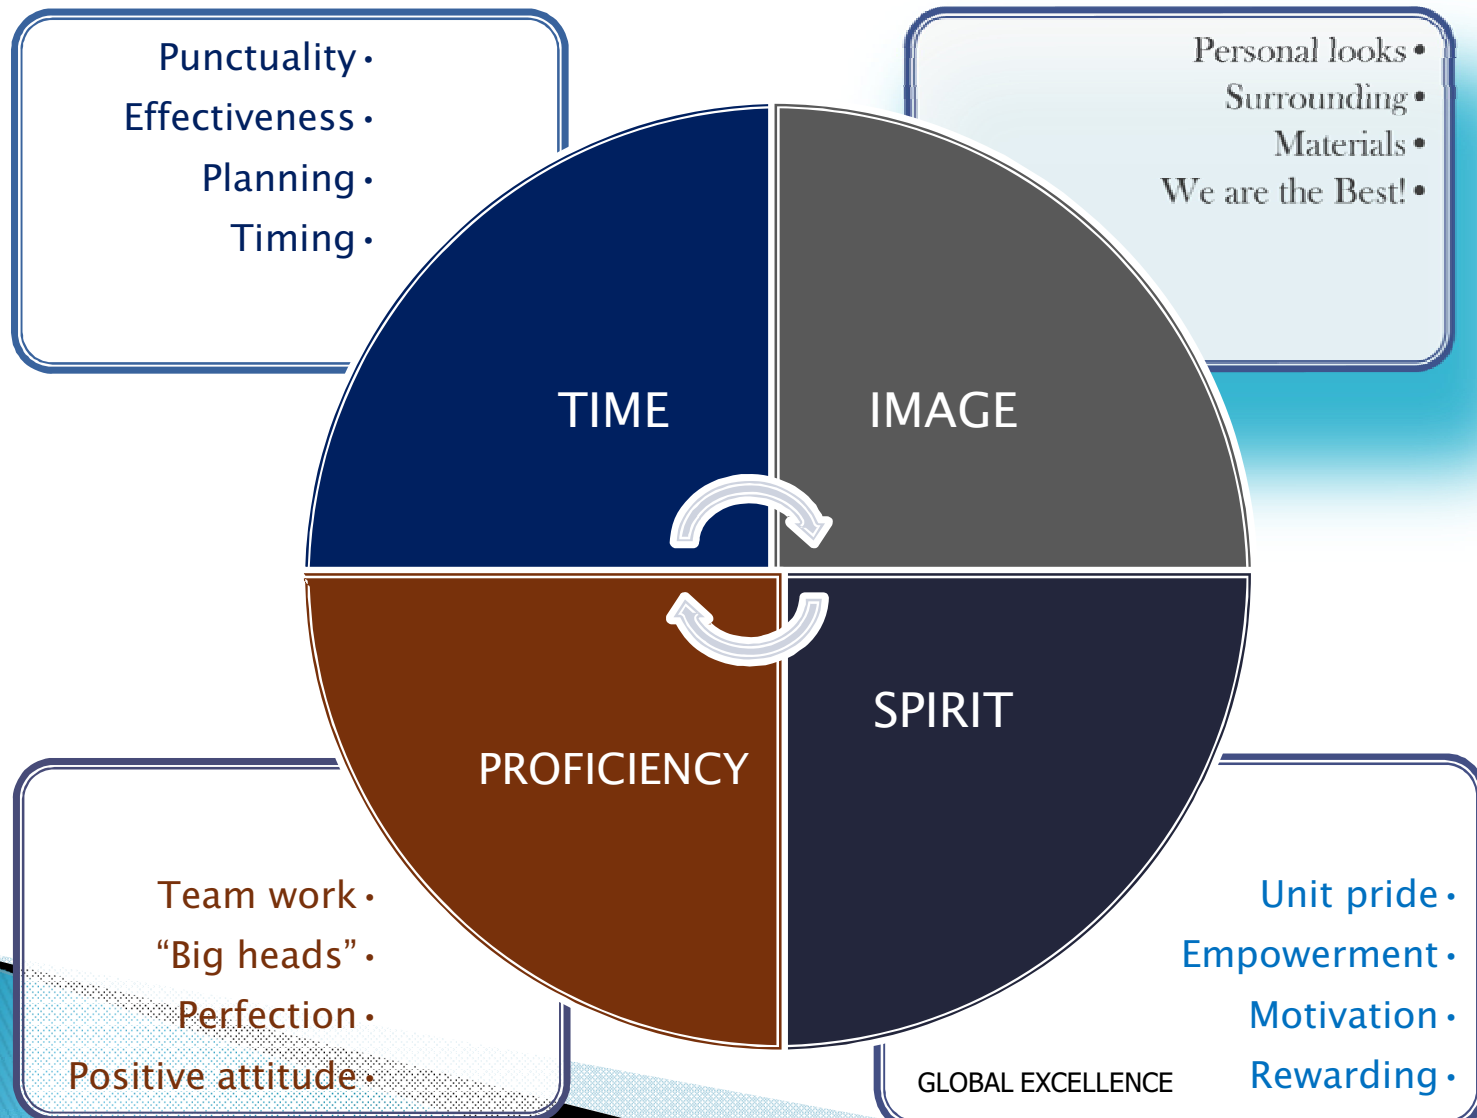 Punctuality •
Effectiveness •
Planning •
Timing •
Personal looks •
Surrounding •
Materials •
We are the Best! •
TIME
IMAGE
PROFICIENCY
SPIRIT
Team work •
“Big heads” •
Perfection •
Positive attitude •
Unit pride •
Empowerment •
Motivation •
Rewarding •
GLOBAL EXCELLENCE